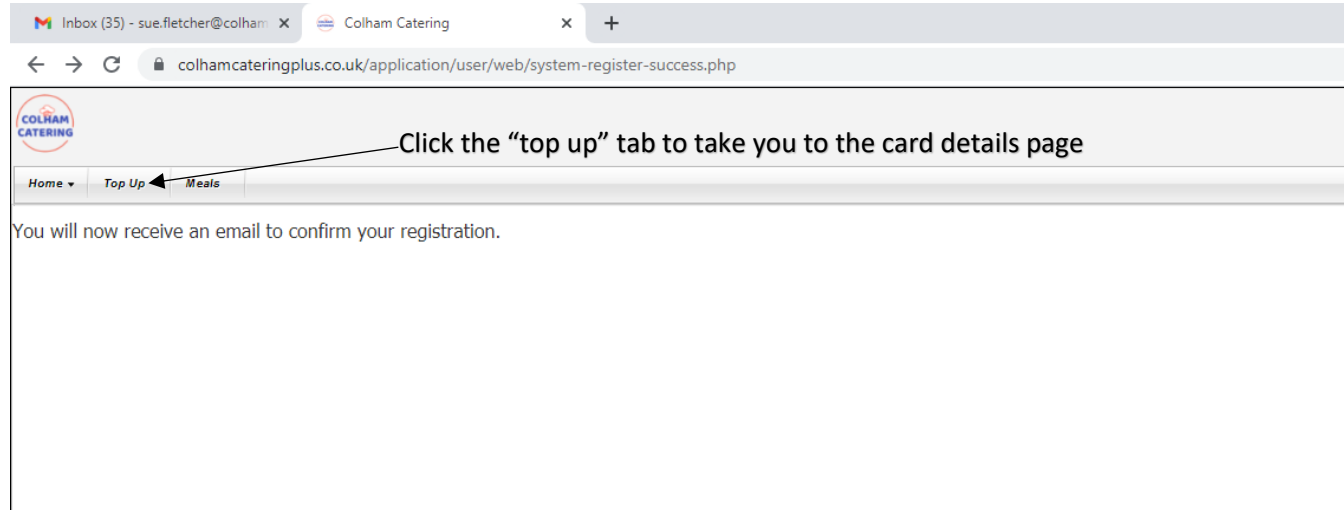 Inbox (35) - sue.fletcher@colham
Colham Catering
colhamcateringplus.co.uk/application/user/web/system-register-success.php
COLHAM
CATERING
Click the “top up” tab to take you to the card details page
Home Top Up Meals
You will now receive an email to confirm your registration.